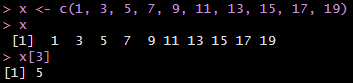 > x <- c(1, 3, 5, 7, 9, 11, 13, 15, 17, 19)
> x
 [1]  1  3  5  7  9 11 13 15 17 19
> x[3]
[1] 5